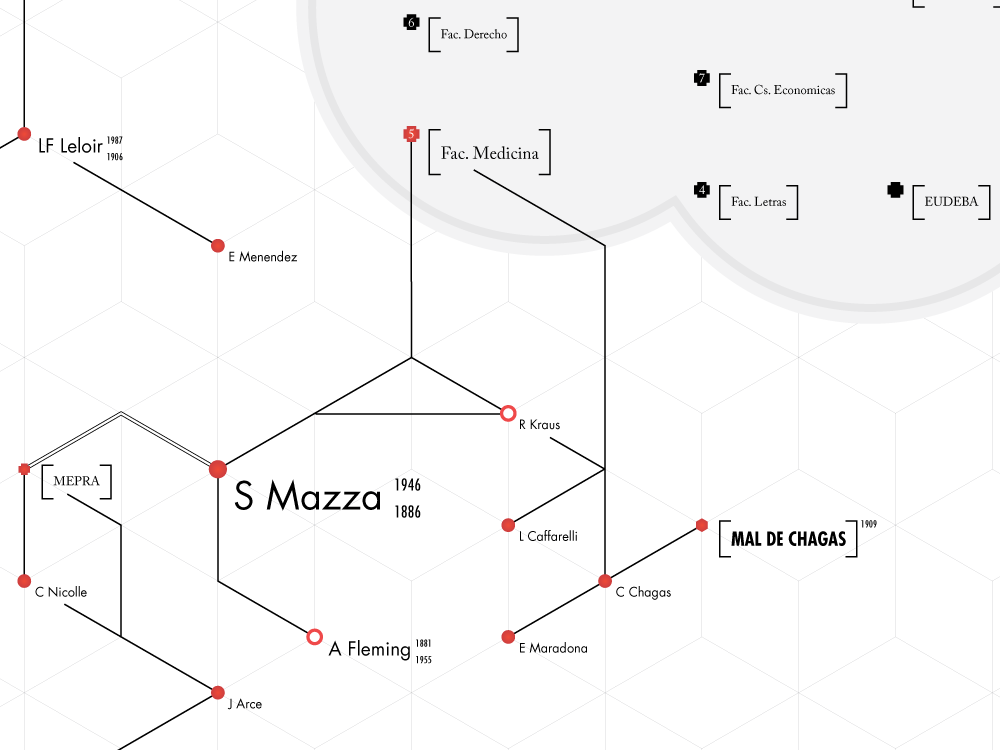 6
Fac. Derecho
7
Fac. Cs. Economicas
LF Leloir 1987
1906
5
Fac. Medicina
4
Fac. Letras
EUDEBA
E Menendez
R Kraus
MEPRA
S Mazza 1946
1886
L Caffarelli
MAL DE CHAGAS 1909
C Nicolle
C Chagas
A Fleming 1881
1955
E Maradona
J Arce